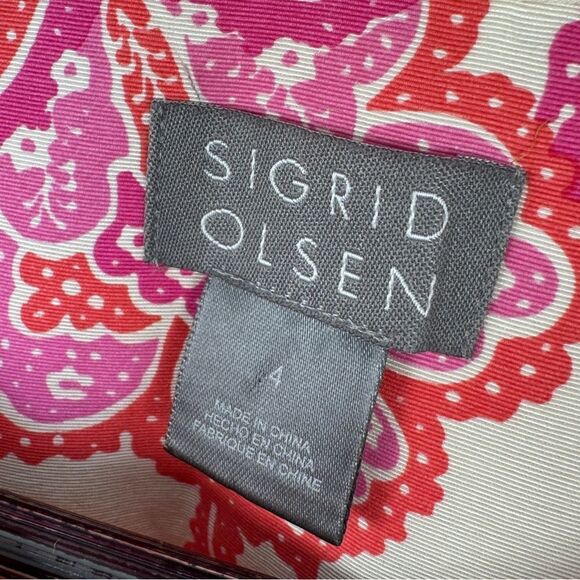 SIGRID
OLSEN
4
MADE IN CHINA
HECHO EN CHINA
FABRIQUE EN CHINE